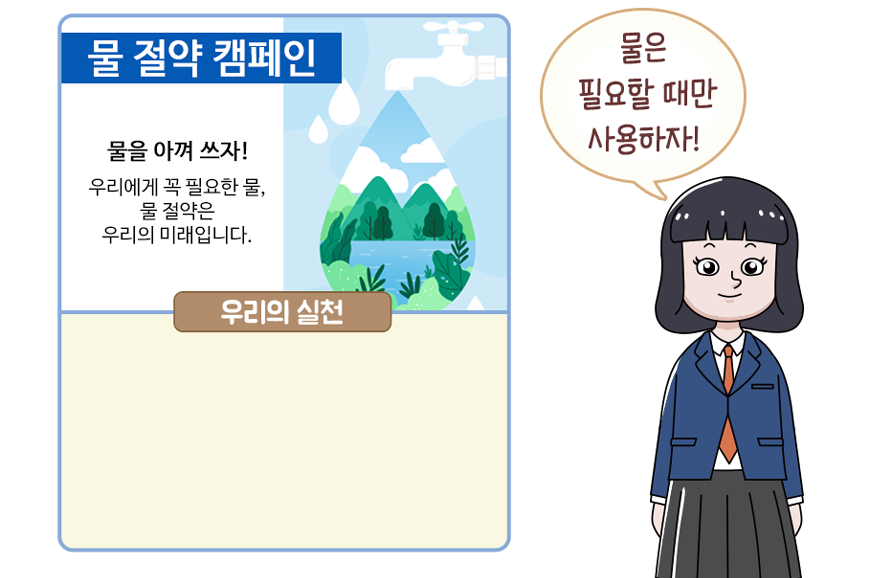 물 절약 캠페인
물을 아껴 쓰자!
우리에게 꼭 필요한 물,
물 절약은
우리의 미래입니다.
우리의 실천
물은
필요할 때만
사용하자!